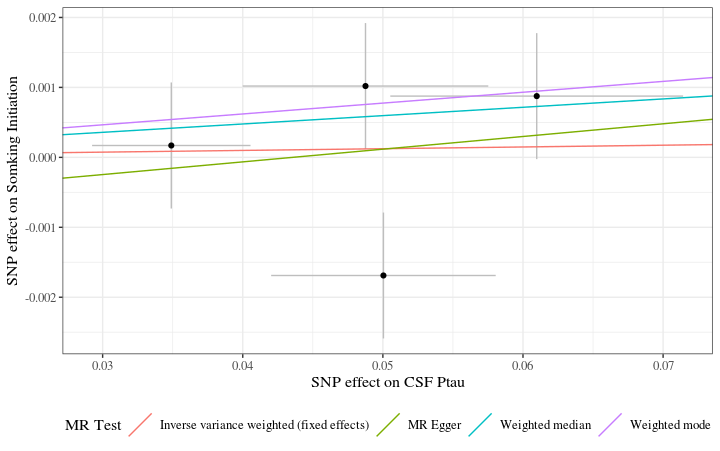 0.002
0.001
0.000
-0.001
-0.002
SNP effect on Somking Initiation
0.03 0.04 0.05 0.06 0.07
SNP effect on CSF Ptau
MR Test Inverse variance weighted (fixed effects) MR Egger Weighted median Weighted mode